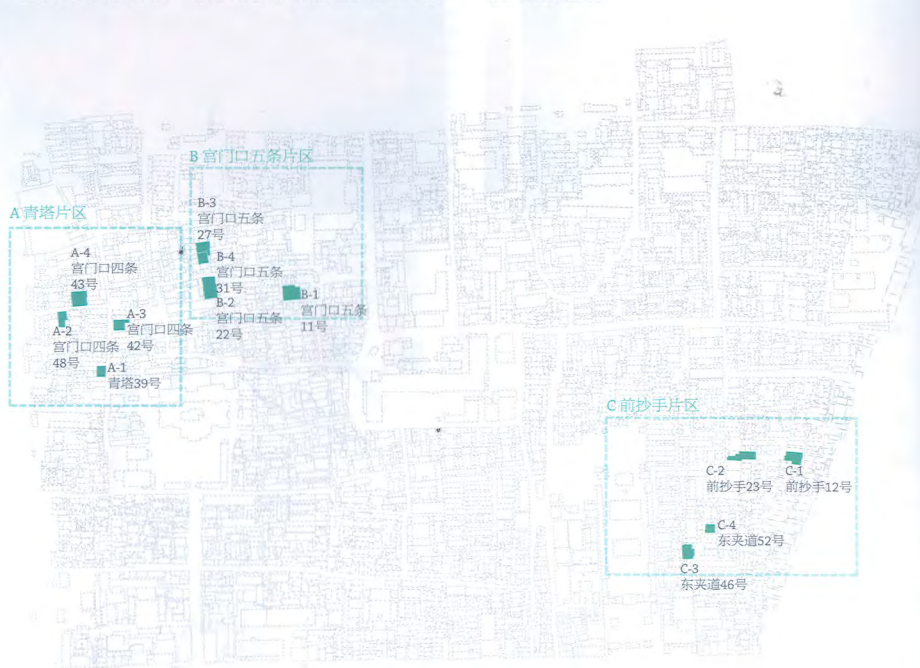 B 宫门口五条片区
B-3
宫门口五条
27号
B-4
宫门口五条
31号
B-2
宫门口五条
22号
B-1
宫门口五条
11号
A 青塔片区
A-4
宫门口四条
43号
A-3
宫门口四条
42号
A-2
宫门口四条
48号
A-1
青塔39号
C 前抄手片区
C-2
前抄手23号
C-1
前抄手12号
C-4
东夹道52号
C-3
东夹道46号